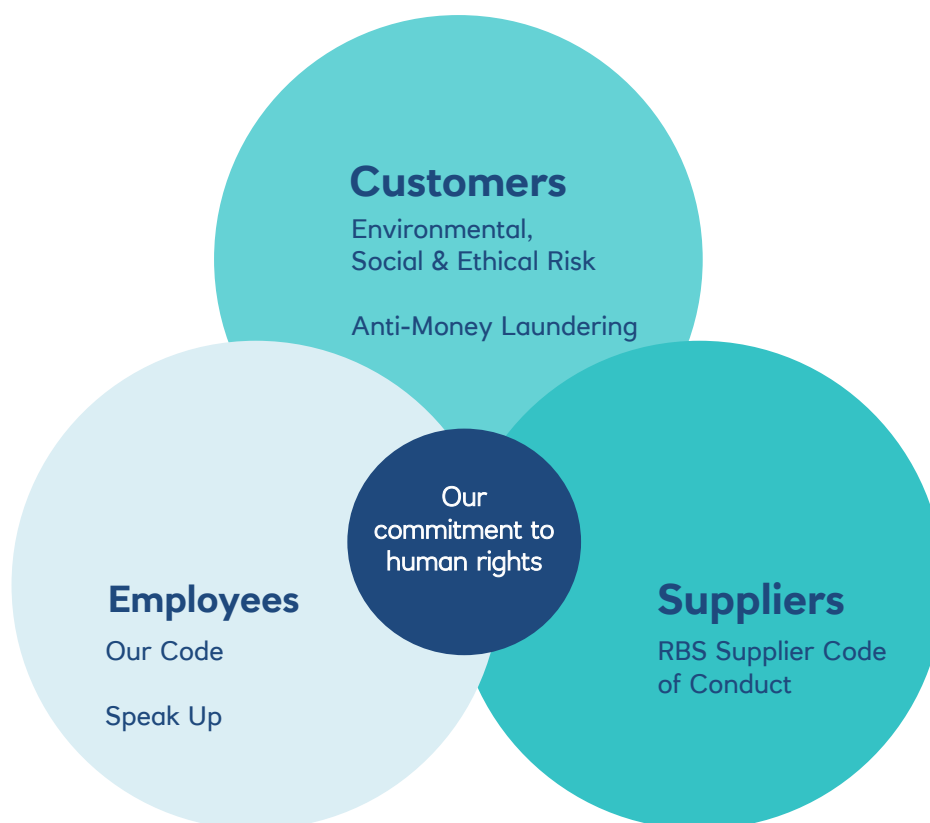 Customers
Environmental,
Social & Ethical Risk
Anti-Money Laundering
Our
commitment to
human rights
Employees
Our Code
Speak Up
Suppliers
RBS Supplier Code
of Conduct